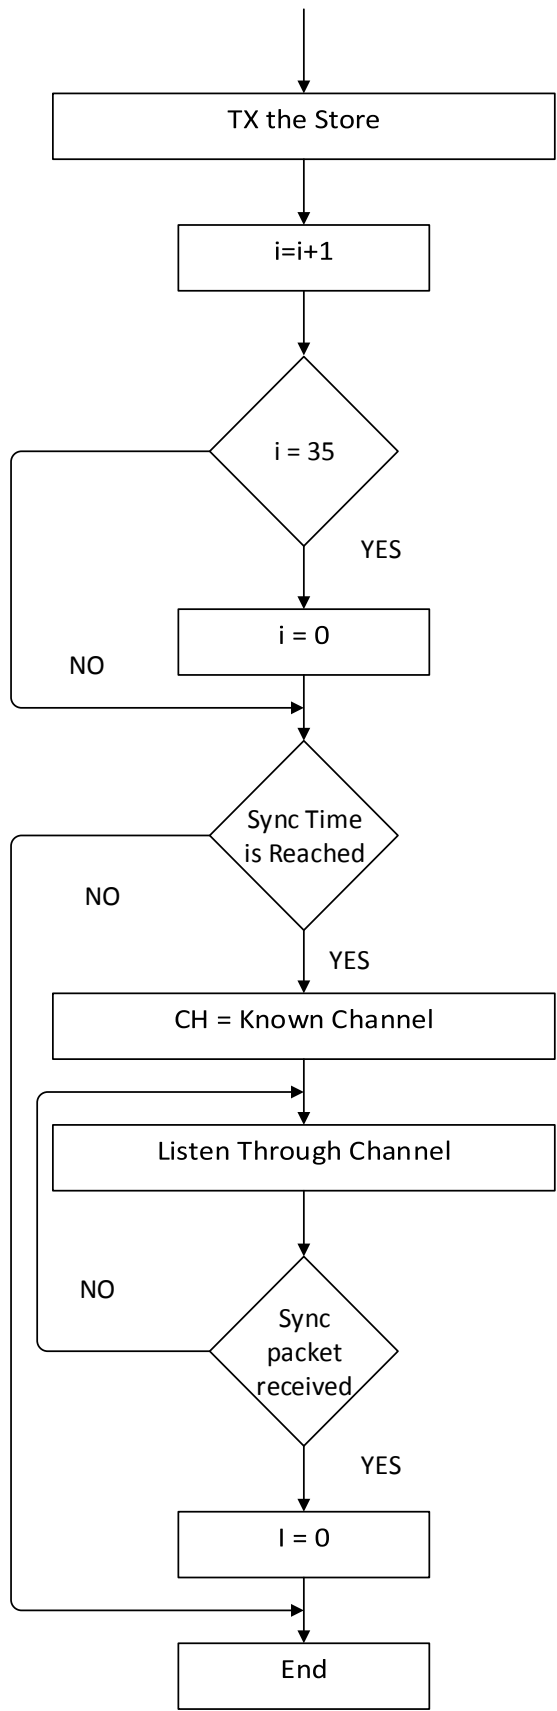 TX the Store
i=i+1
i = 35
YES
i = 0
NO
Sync Time
is Reached
NO
YES
CH = Known Channel
Listen Through Channel
NO
Sync
packet
received
YES
I = 0
End